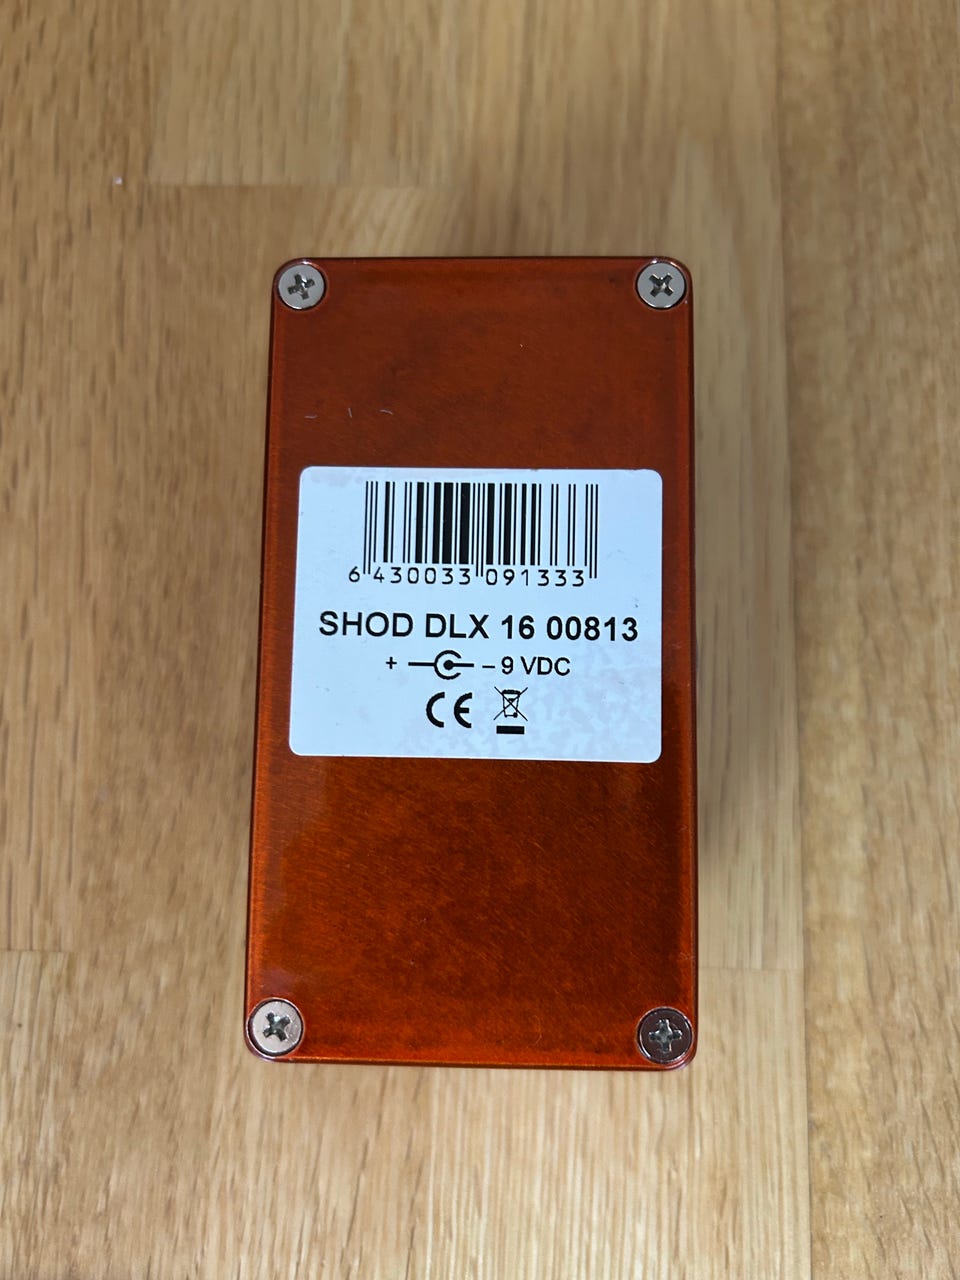 6 430033 091333
SHOD DLX 16 00813
+ – 9 VDC
CE